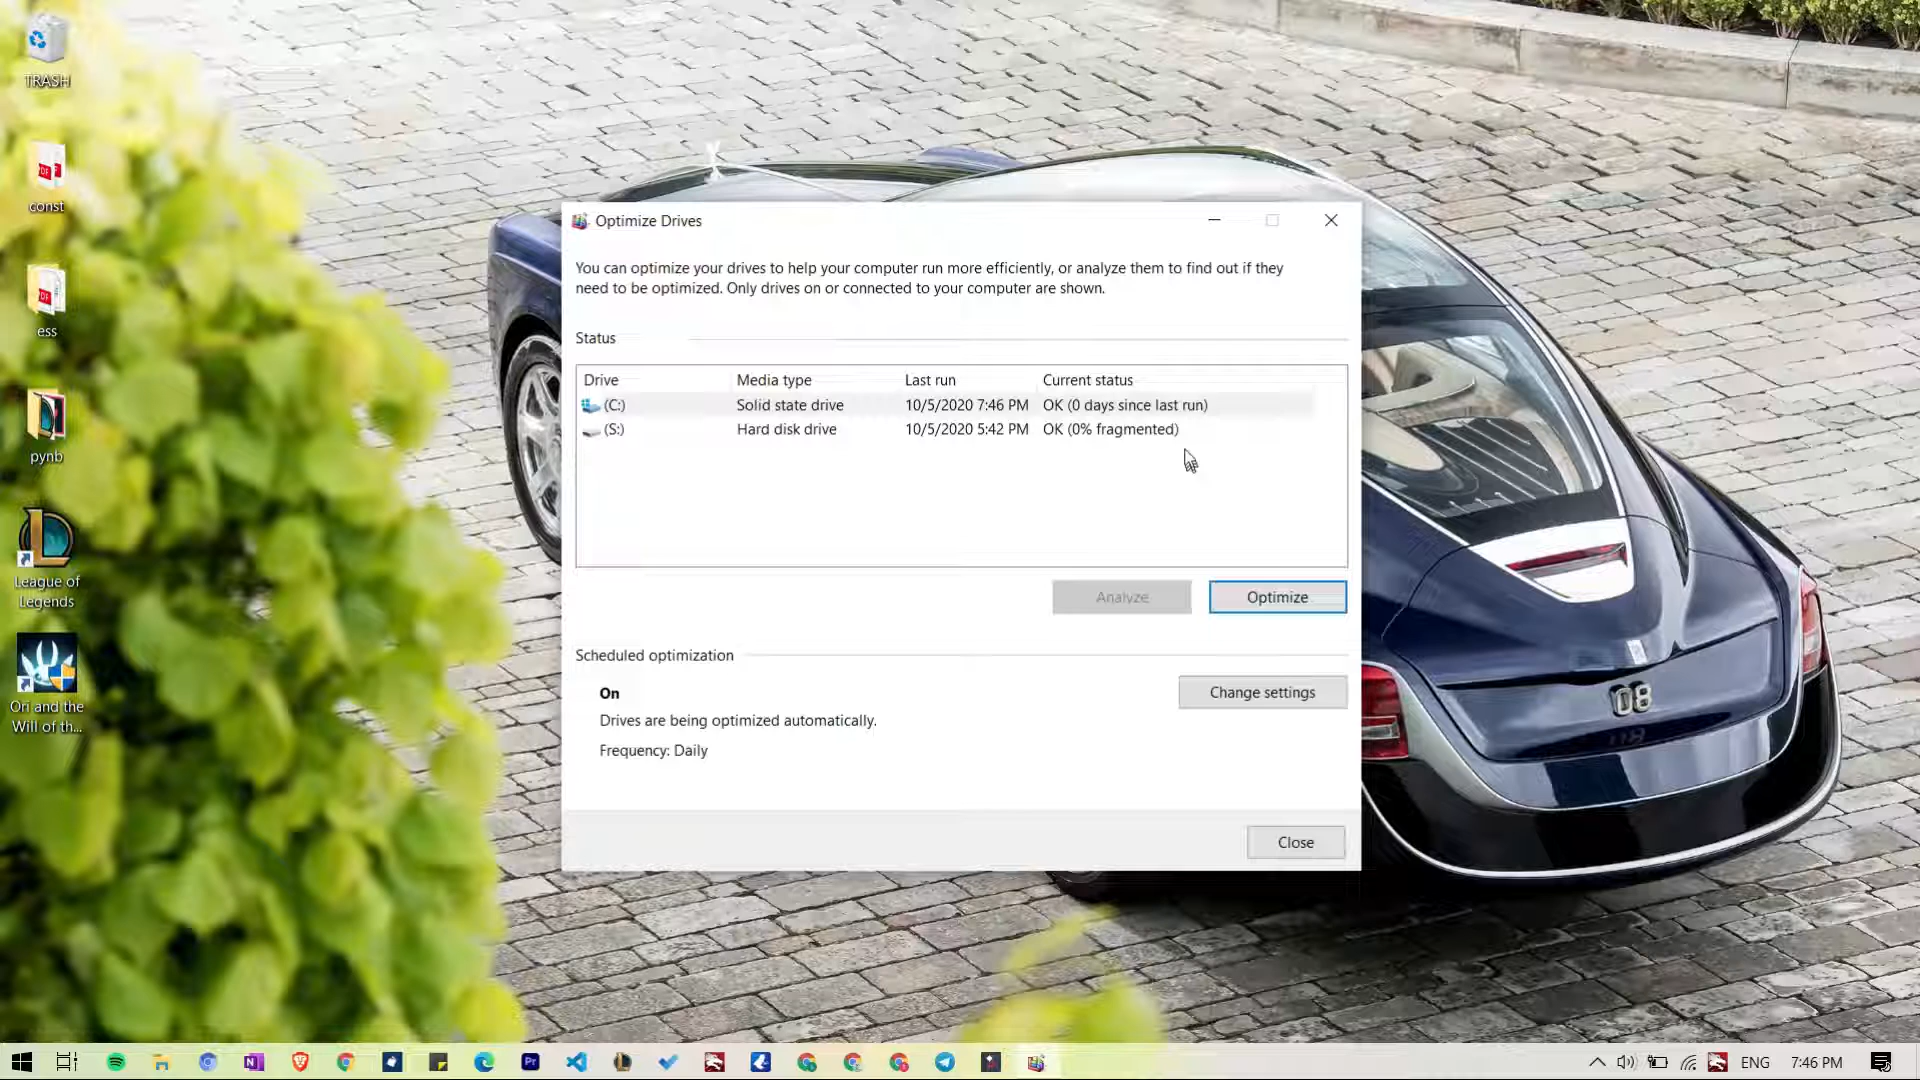 TRASH
const
ess
pynb
League of
Legends
Ori and the
Will of th...
Optimize Drives
You can optimize your drives to help your computer run more efficiently, or analyze them to find out if they
need to be optimized. Only drives on or connected to your computer are shown.
Status
Drive Media type Last run Current status
(C:) Solid state drive 10/5/2020 7:46 PM OK (0 days since last run)
(S:) Hard disk drive 10/5/2020 5:42 PM OK (0% fragmented)
Analyze Optimize
Scheduled optimization
On
Change settings
Drives are being optimized automatically.
Frequency: Daily
Close
ENG 7:46 PM